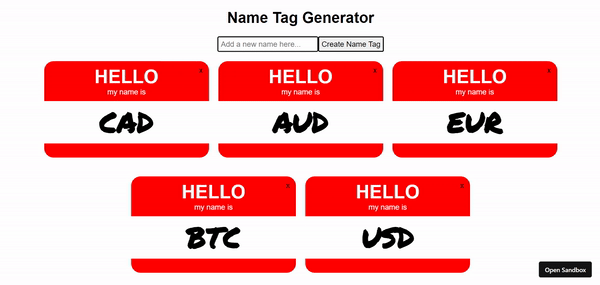 Name Tag Generator
Add a new name here... Create Name Tag
HELLO x HELLO x HELLO x
my name is my name is my name is
CAD AUD EUR
HELLO x HELLO x
my name is my name is
BTC USD
Open Sandbox